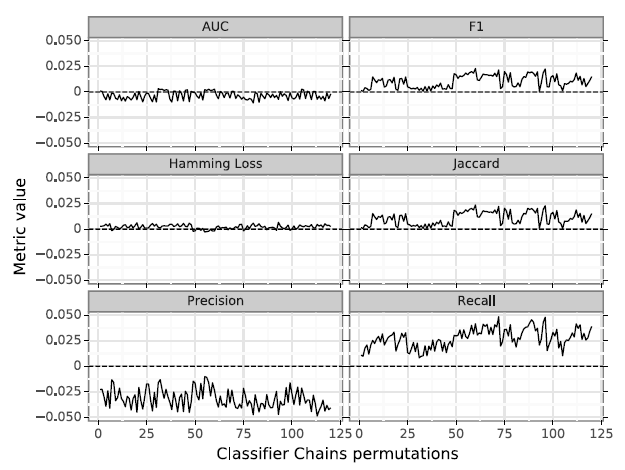 AUC F1
0.050
0.025
0
−0.025
−0.050
Hamming Loss Jaccard
0.050
0.025
0
−0.025
−0.050
Precision Recall
0.050
0.025
0
−0.025
−0.050
0 25 50 75 100 125 0 25 50 75 100 125
Metric value
Classifier Chains permutations